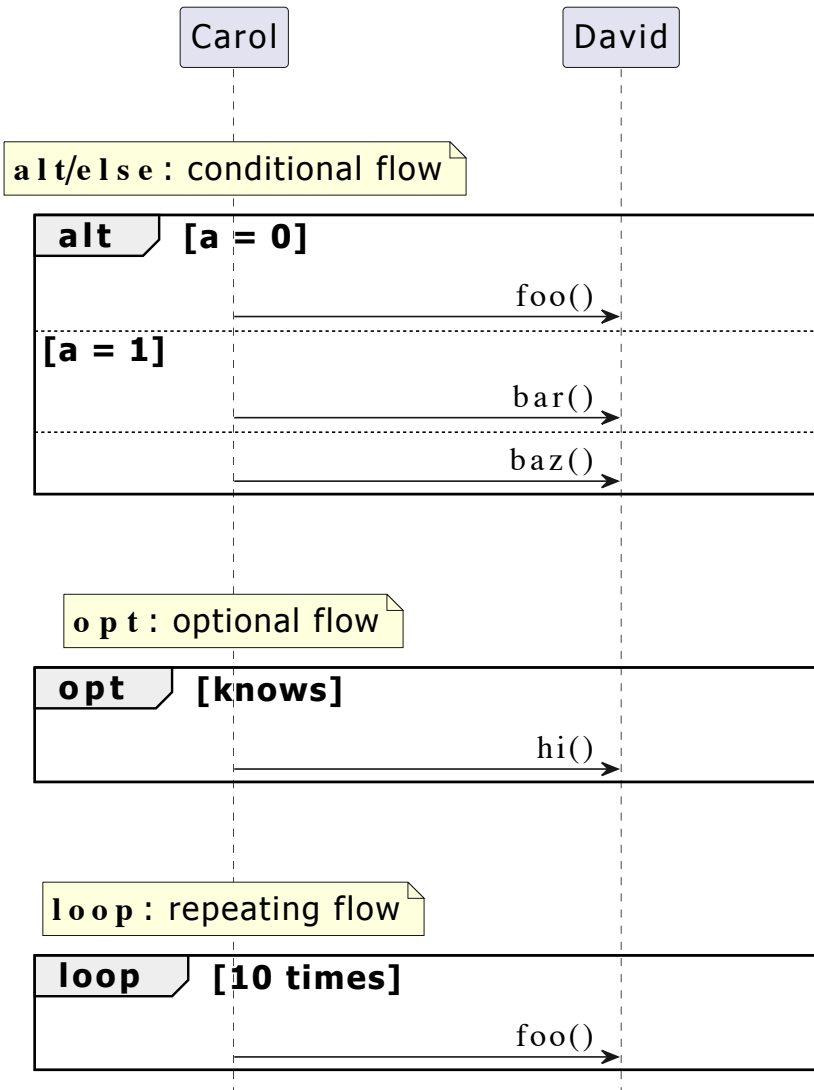 Carol David
alt/else: conditional flow
alt [a = 0]
foo()
[a = 1]
bar()
baz()
opt: optional flow
opt [knows]
hi()
loop: repeating flow
loop [10 times]
foo()